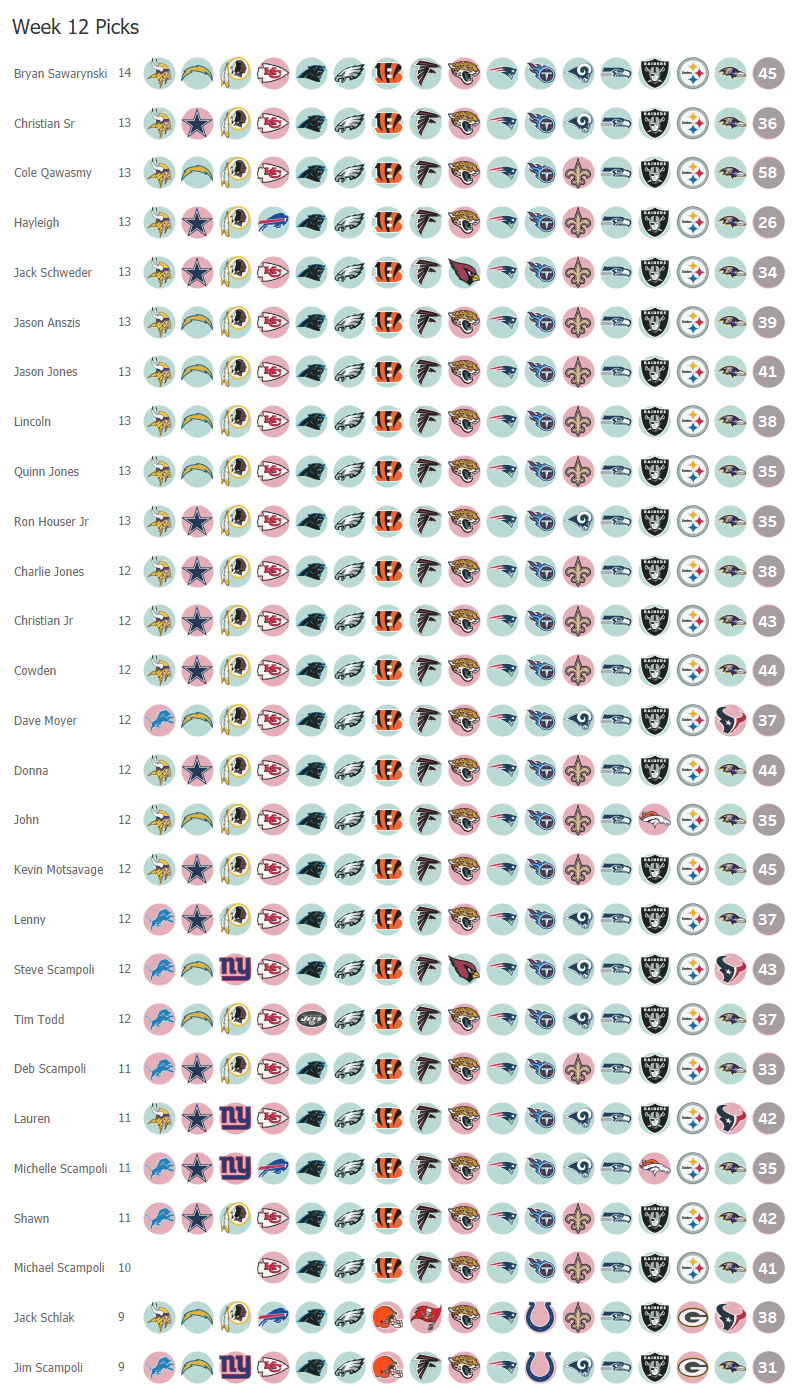 Week 12 Picks
Bryan Sawarynski 14 45
Christian Sr 13 36
Cole Qawasmy 13 58
Hayleigh 13 26
Jack Schweder 13 34
Jason Anszis 13 39
Jason Jones 13 41
Lincoln 13 38
Quinn Jones 13 35
Ron Houser Jr 13 35
Charlie Jones 12 38
Christian Jr 12 43
Cowden 12 44
Dave Moyer 12 37
Donna 12 44
John 12 35
Kevin Motsavage 12 45
Lenny 12 37
Steve Scampoli 12 ny 43
Tim Todd 12 JETS 37
Deb Scampoli 11 33
Lauren 11 ny 42
Michelle Scampoli 11 ny 35
Shawn 11 42
Michael Scampoli 10 41
Jack Schlak 9 G 38
Jim Scampoli 9 ny G 31